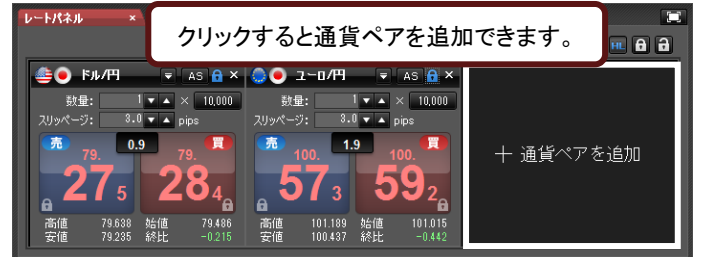 レートパネル ×
クリックすると通貨ペアを追加できます。
HL
ドル/円 AS ×
数量: 1 × 10,000
スリッページ: 3.0 pips
売 0.9 買
79. 79.
27 5 28 4
高値 79.638 始値 79.486
安値 79.235 終比 -0.215
ユーロ/円 AS ×
数量: 1 × 10,000
スリッページ: 3.0 pips
売 1.9 買
100. 100.
57 3 59 2
高値 101.189 始値 101.015
安値 100.437 終比 -0.442
＋ 通貨ペアを追加